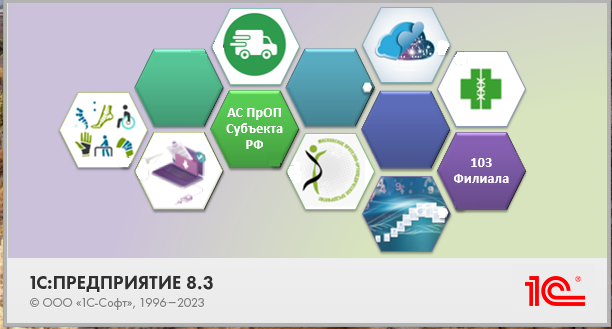 АС ПрОП
Субъекта
РФ
103
Филиала
1С:ПРЕДПРИЯТИЕ 8.3
© ООО «1С-Софт», 1996—2023
1С